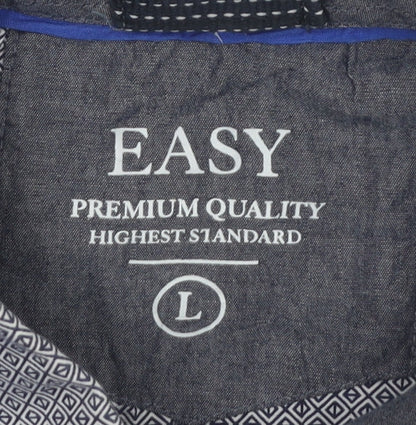 EASY
PREMIUM QUALITY
HIGHEST STANDARD
L